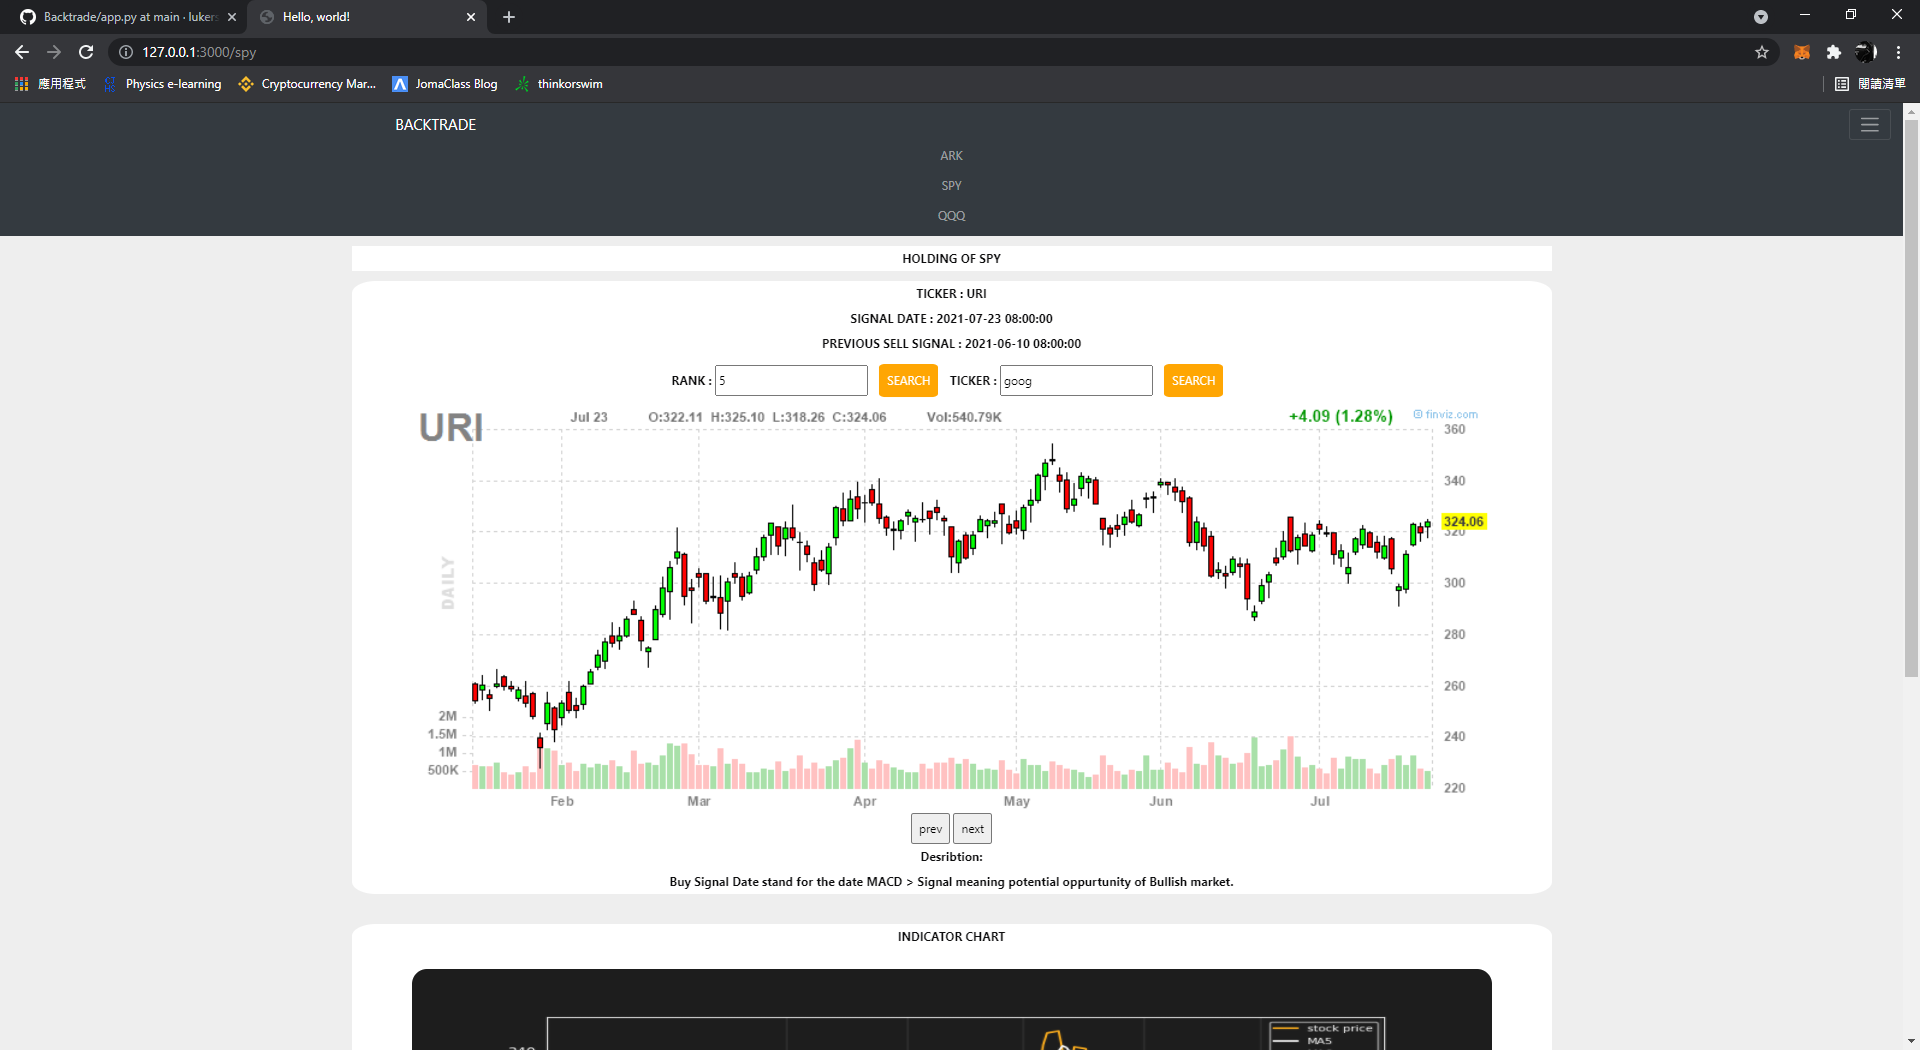 Backtrade/app.py at main · lukers
Hello, world!
127.0.0.1:3000/spy
應用程式
Physics e-learning
Cryptocurrency Mar...
JomaClass Blog
thinkorswim
閱讀清單
BACKTRADE
ARK
SPY
QQQ
HOLDING OF SPY
TICKER : URI
SIGNAL DATE : 2021-07-23 08:00:00
PREVIOUS SELL SIGNAL : 2021-06-10 08:00:00
RANK : 5 SEARCH TICKER : goog SEARCH
URI Jul 23 O:322.11 H:325.10 L:318.26 C:324.06 Vol:540.79K +4.09 (1.28%) © finviz.com
360
340
324.06
320
300
280
260
240
220
DAILY
2M
1.5M
1M
500K
Feb Mar Apr May Jun Jul
prev next
Desribtion:
Buy Signal Date stand for the date MACD > Signal meaning potential oppurtunity of Bullish market.
INDICATOR CHART
stock price
MA5